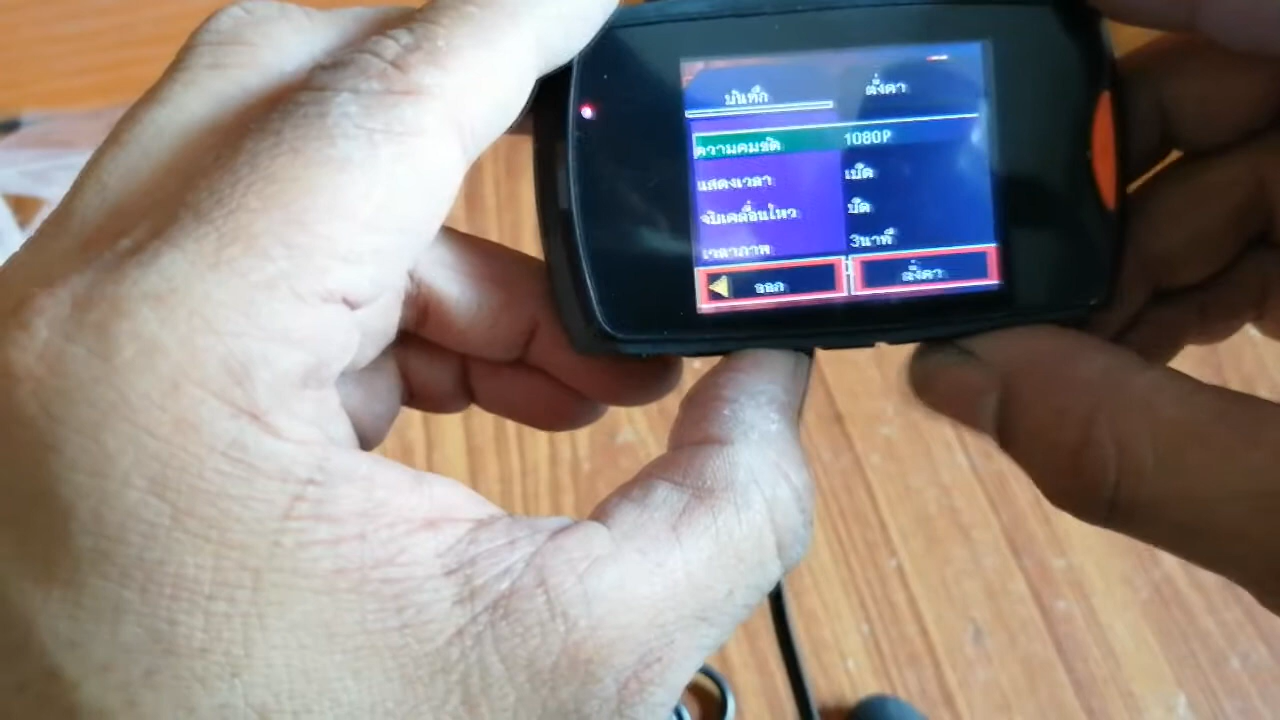 บันทึก ตั้งค่า
ความคมชัด 1080P
แสดงเวลา เปิด
จับเคลื่อนไหว ปิด
เวลาภาพ 3นาที
ออก ตั้งค่า